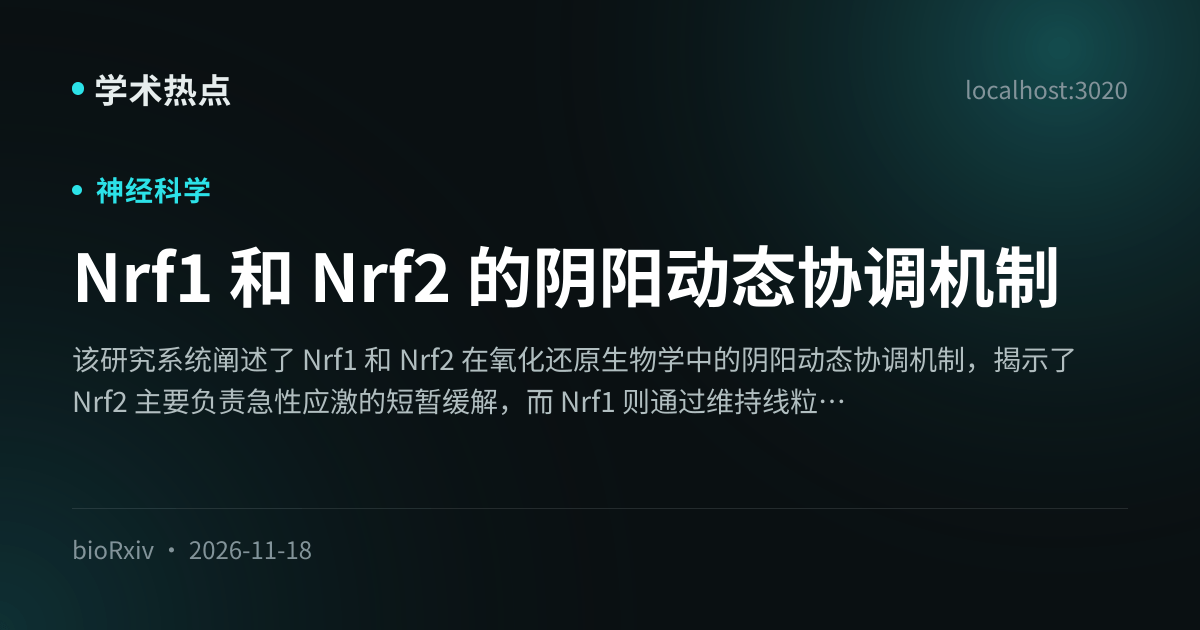 学术热点
localhost:3020
神经科学
Nrf1 和 Nrf2 的阴阳动态协调机制
该研究系统阐述了 Nrf1 和 Nrf2 在氧化还原生物学中的阴阳动态协调机制，揭示了
Nrf2 主要负责急性应激的短暂缓解，而 Nrf1 则通过维持线粒…
bioRxiv · 2026-11-18